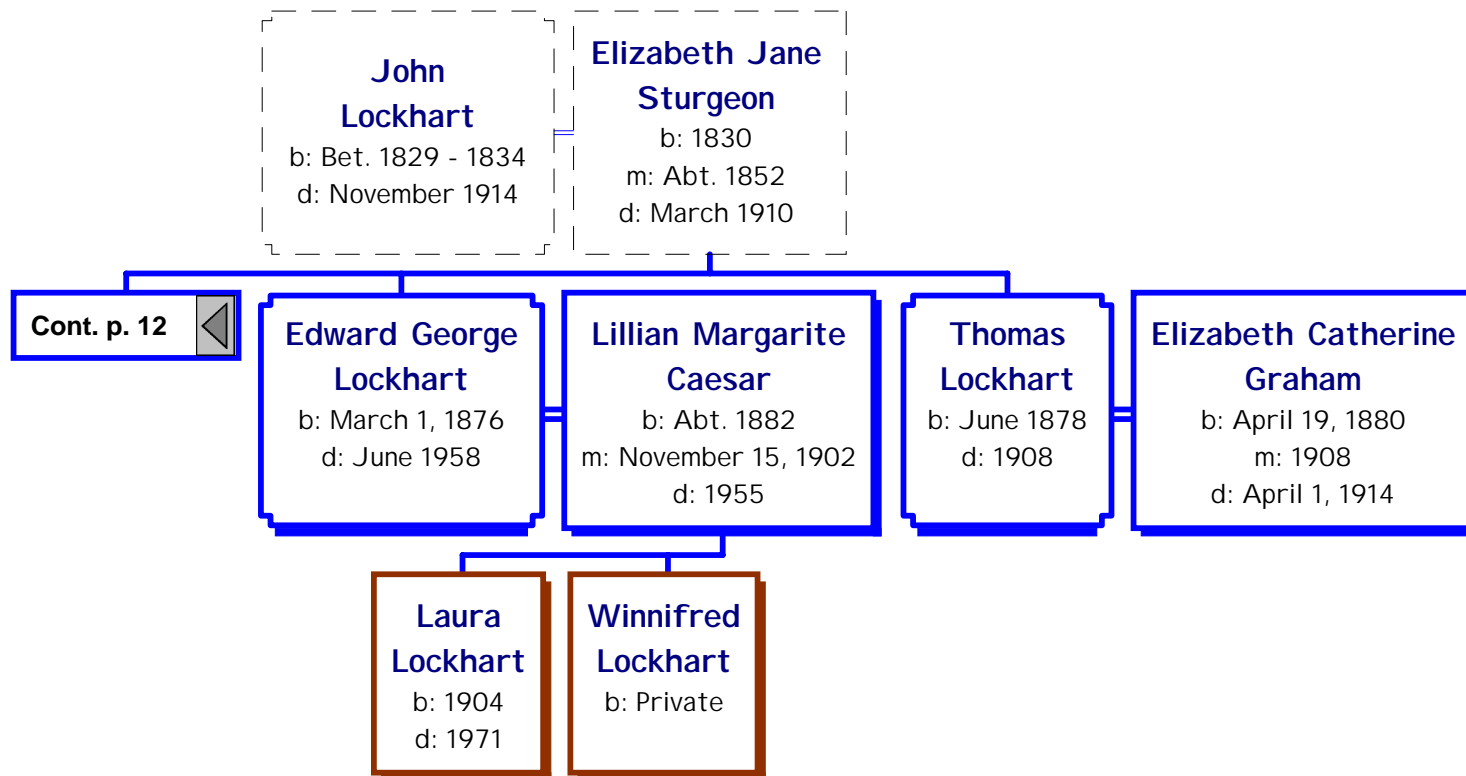 John
Lockhart
b: Bet. 1829 - 1834
d: November 1914
Elizabeth Jane
Sturgeon
b: 1830
m: Abt. 1852
d: March 1910
Cont. p. 12
Edward George
Lockhart
b: March 1, 1876
d: June 1958
Lillian Margarite
Caesar
b: Abt. 1882
m: November 15, 1902
d: 1955
Thomas
Lockhart
b: June 1878
d: 1908
Elizabeth Catherine
Graham
b: April 19, 1880
m: 1908
d: April 1, 1914
Laura
Lockhart
b: 1904
d: 1971
Winnifred
Lockhart
b: Private